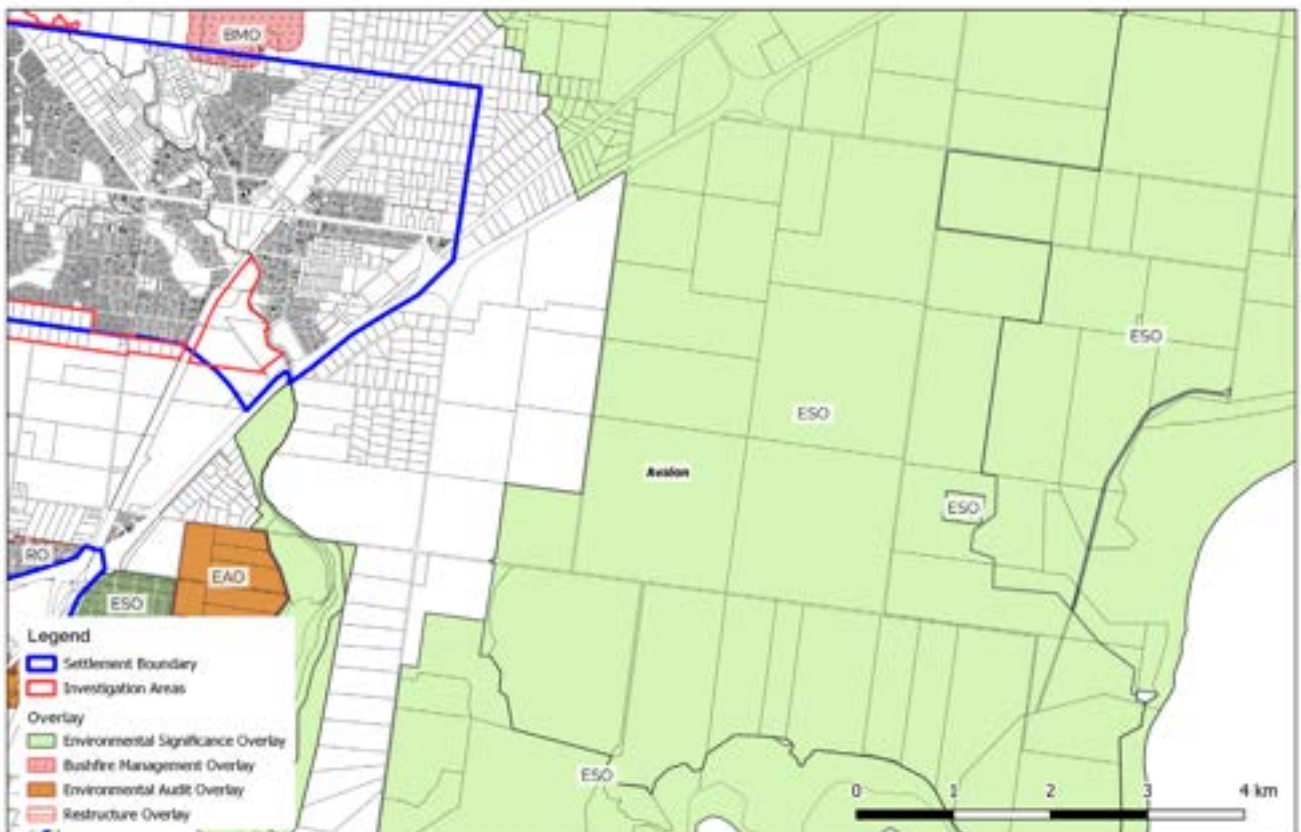 BMO
ESO
ESO
Avalon
ESO
RO
EAO
ESO
Legend
Settlement Boundary
Investigation Areas
Overlay
Environmental Significance Overlay
Bushfire Management Overlay
Environmental Audit Overlay
Restructure Overlay
ESO
0 1 2 3 4 km